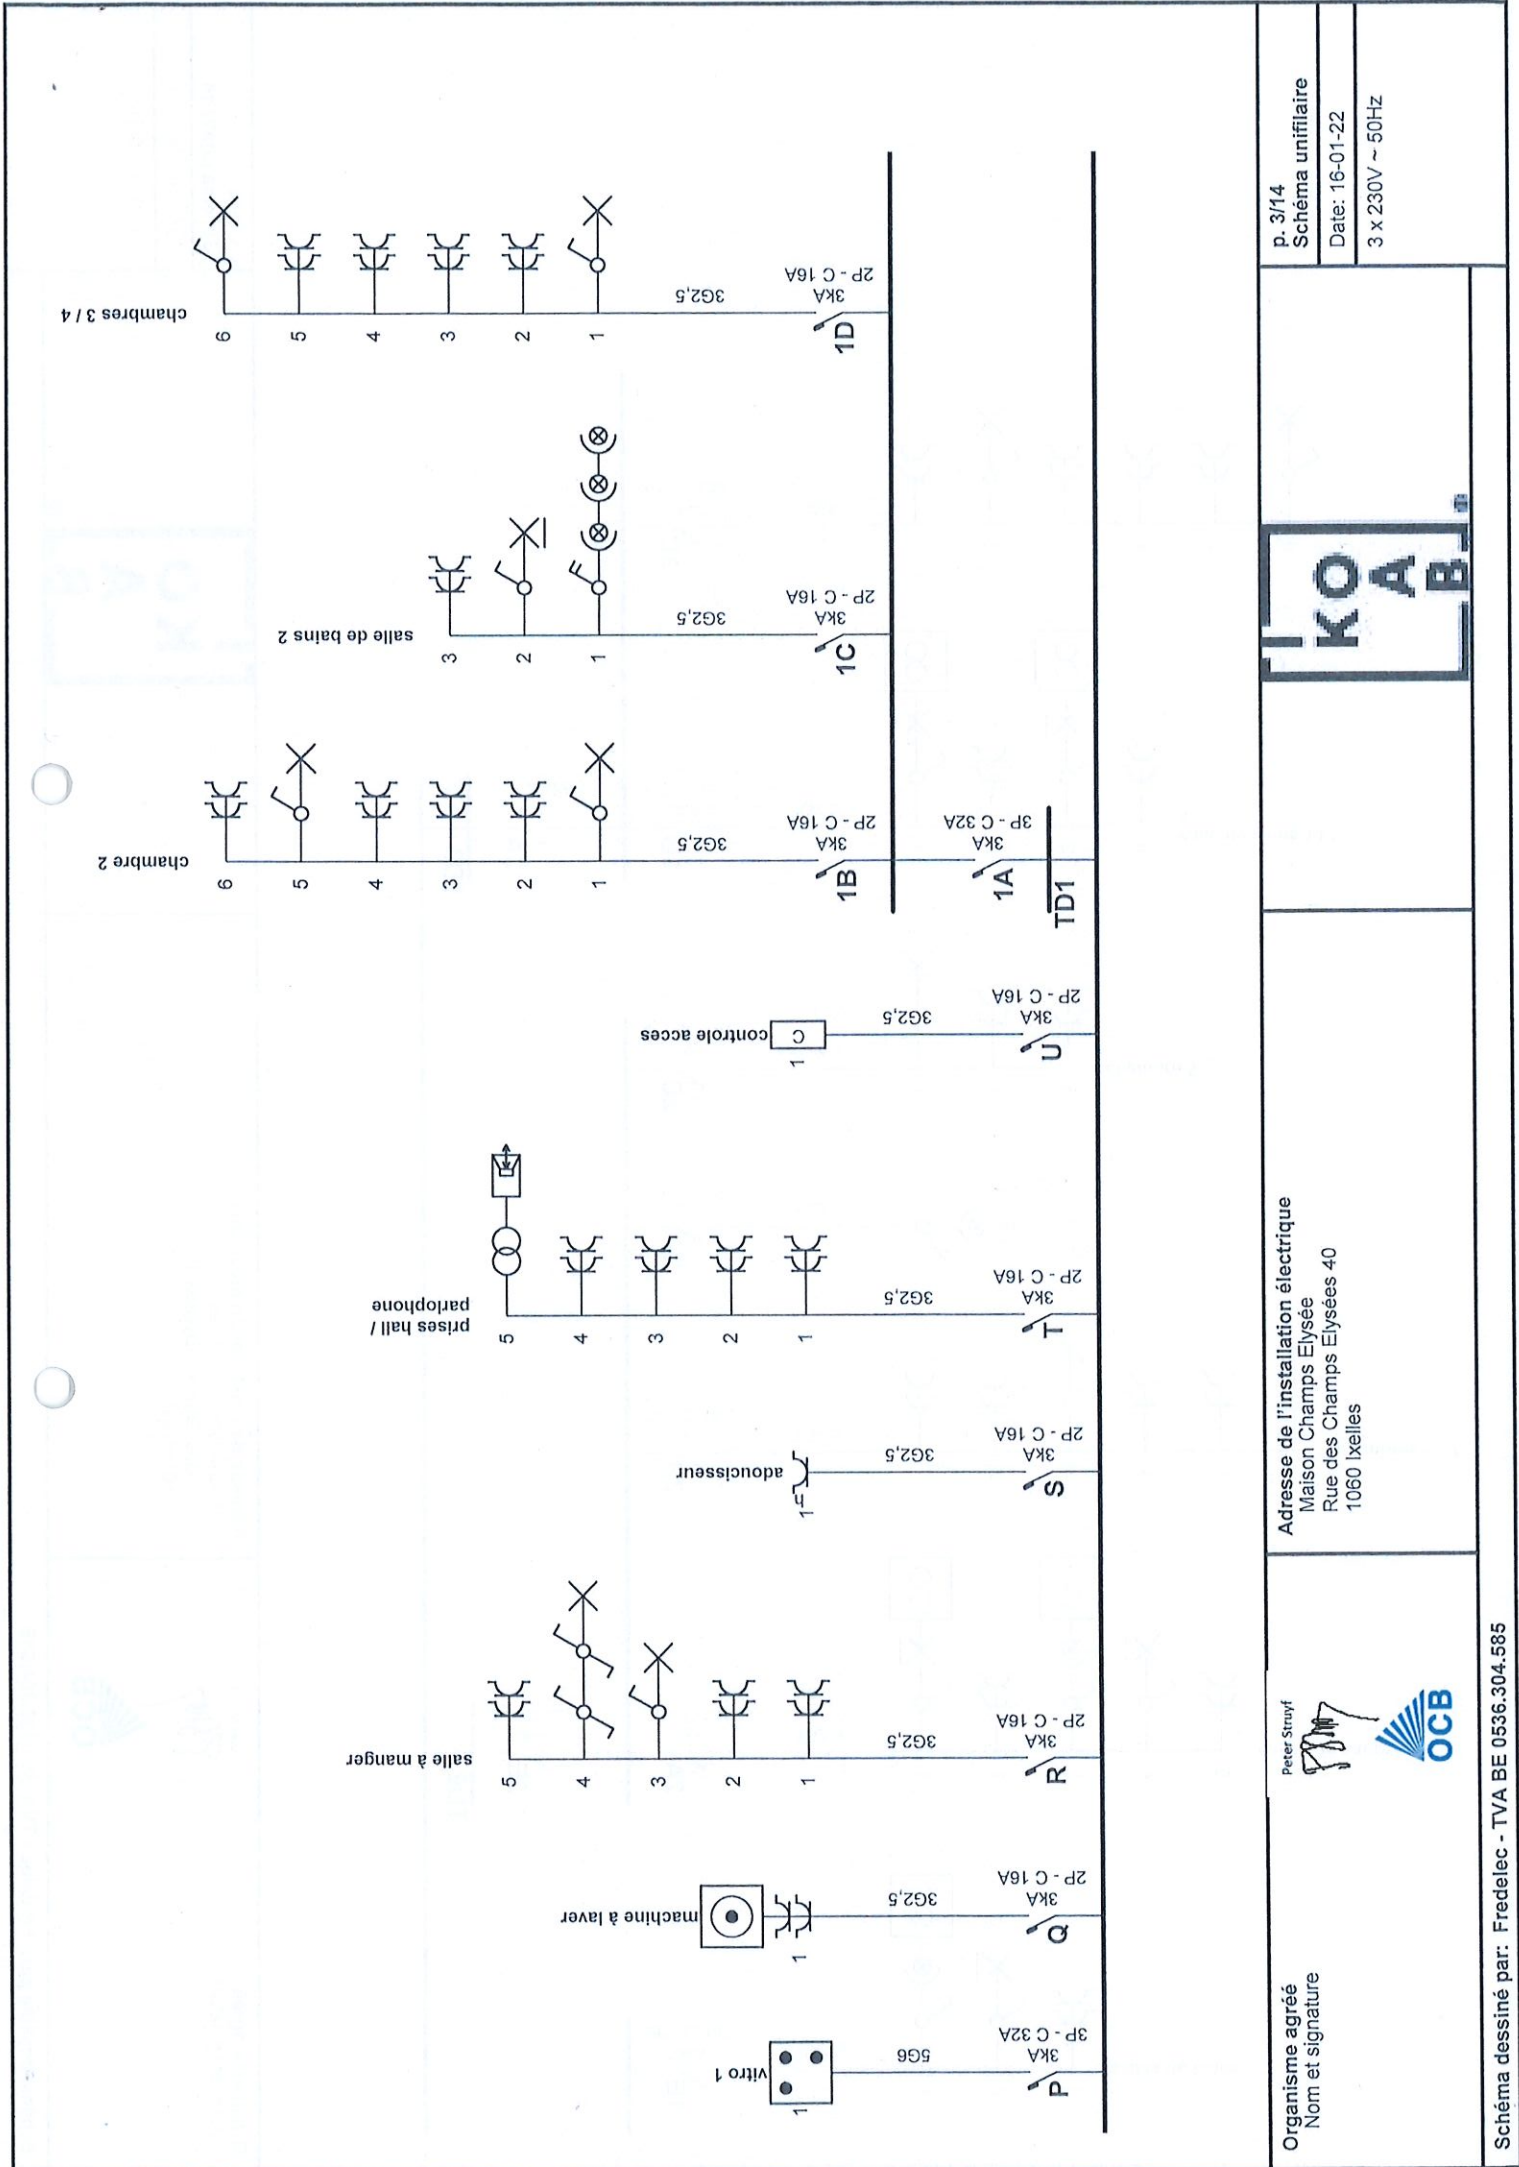 vitro 1
1
5G6
3kA
3P - C 32A
P
machine à laver
1
3G2,5
3kA
2P - C 16A
Q
salle à manger
5
4
3
2
1
3G2,5
3kA
2P - C 16A
R
adoucisseur
1
h
3G2,5
3kA
2P - C 16A
S
prises hall /
parlophone
5
4
3
2
1
3G2,5
3kA
2P - C 16A
T
controle acces
C
1
3G2,5
3kA
2P - C 16A
U
chambre 2
6
5
4
3
2
1
3G2,5
3kA
2P - C 16A
1B
3kA
3P - C 32A
1A
TD1
salle de bains 2
3
2
1
3G2,5
3kA
2P - C 16A
1C
chambres 3 / 4
6
5
4
3
2
1
3G2,5
3kA
2P - C 16A
1D
Organisme agréé
Nom et signature
Peter Struyf
OCB
Adresse de l'installation électrique
Maison Champs Elysée
Rue des Champs Elysées 40
1060 Ixelles
KO
A
B
p. 3/14
Schéma unifilaire
Date: 16-01-22
3 x 230V ~ 50Hz
Schéma dessiné par: Fredelec - TVA BE 0536.304.585